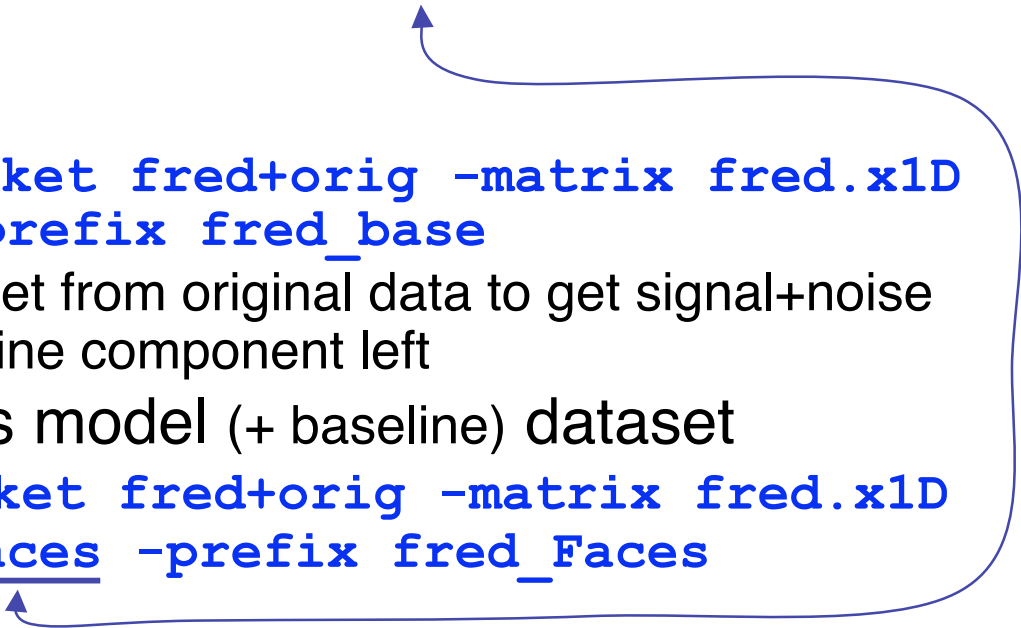 ket fred+orig -matrix fred.x1D
prefix fred_base
et from original data to get signal+noise
ine component left
s model (+ baseline) dataset
ket fred+orig -matrix fred.x1D
aces -prefix fred_Faces